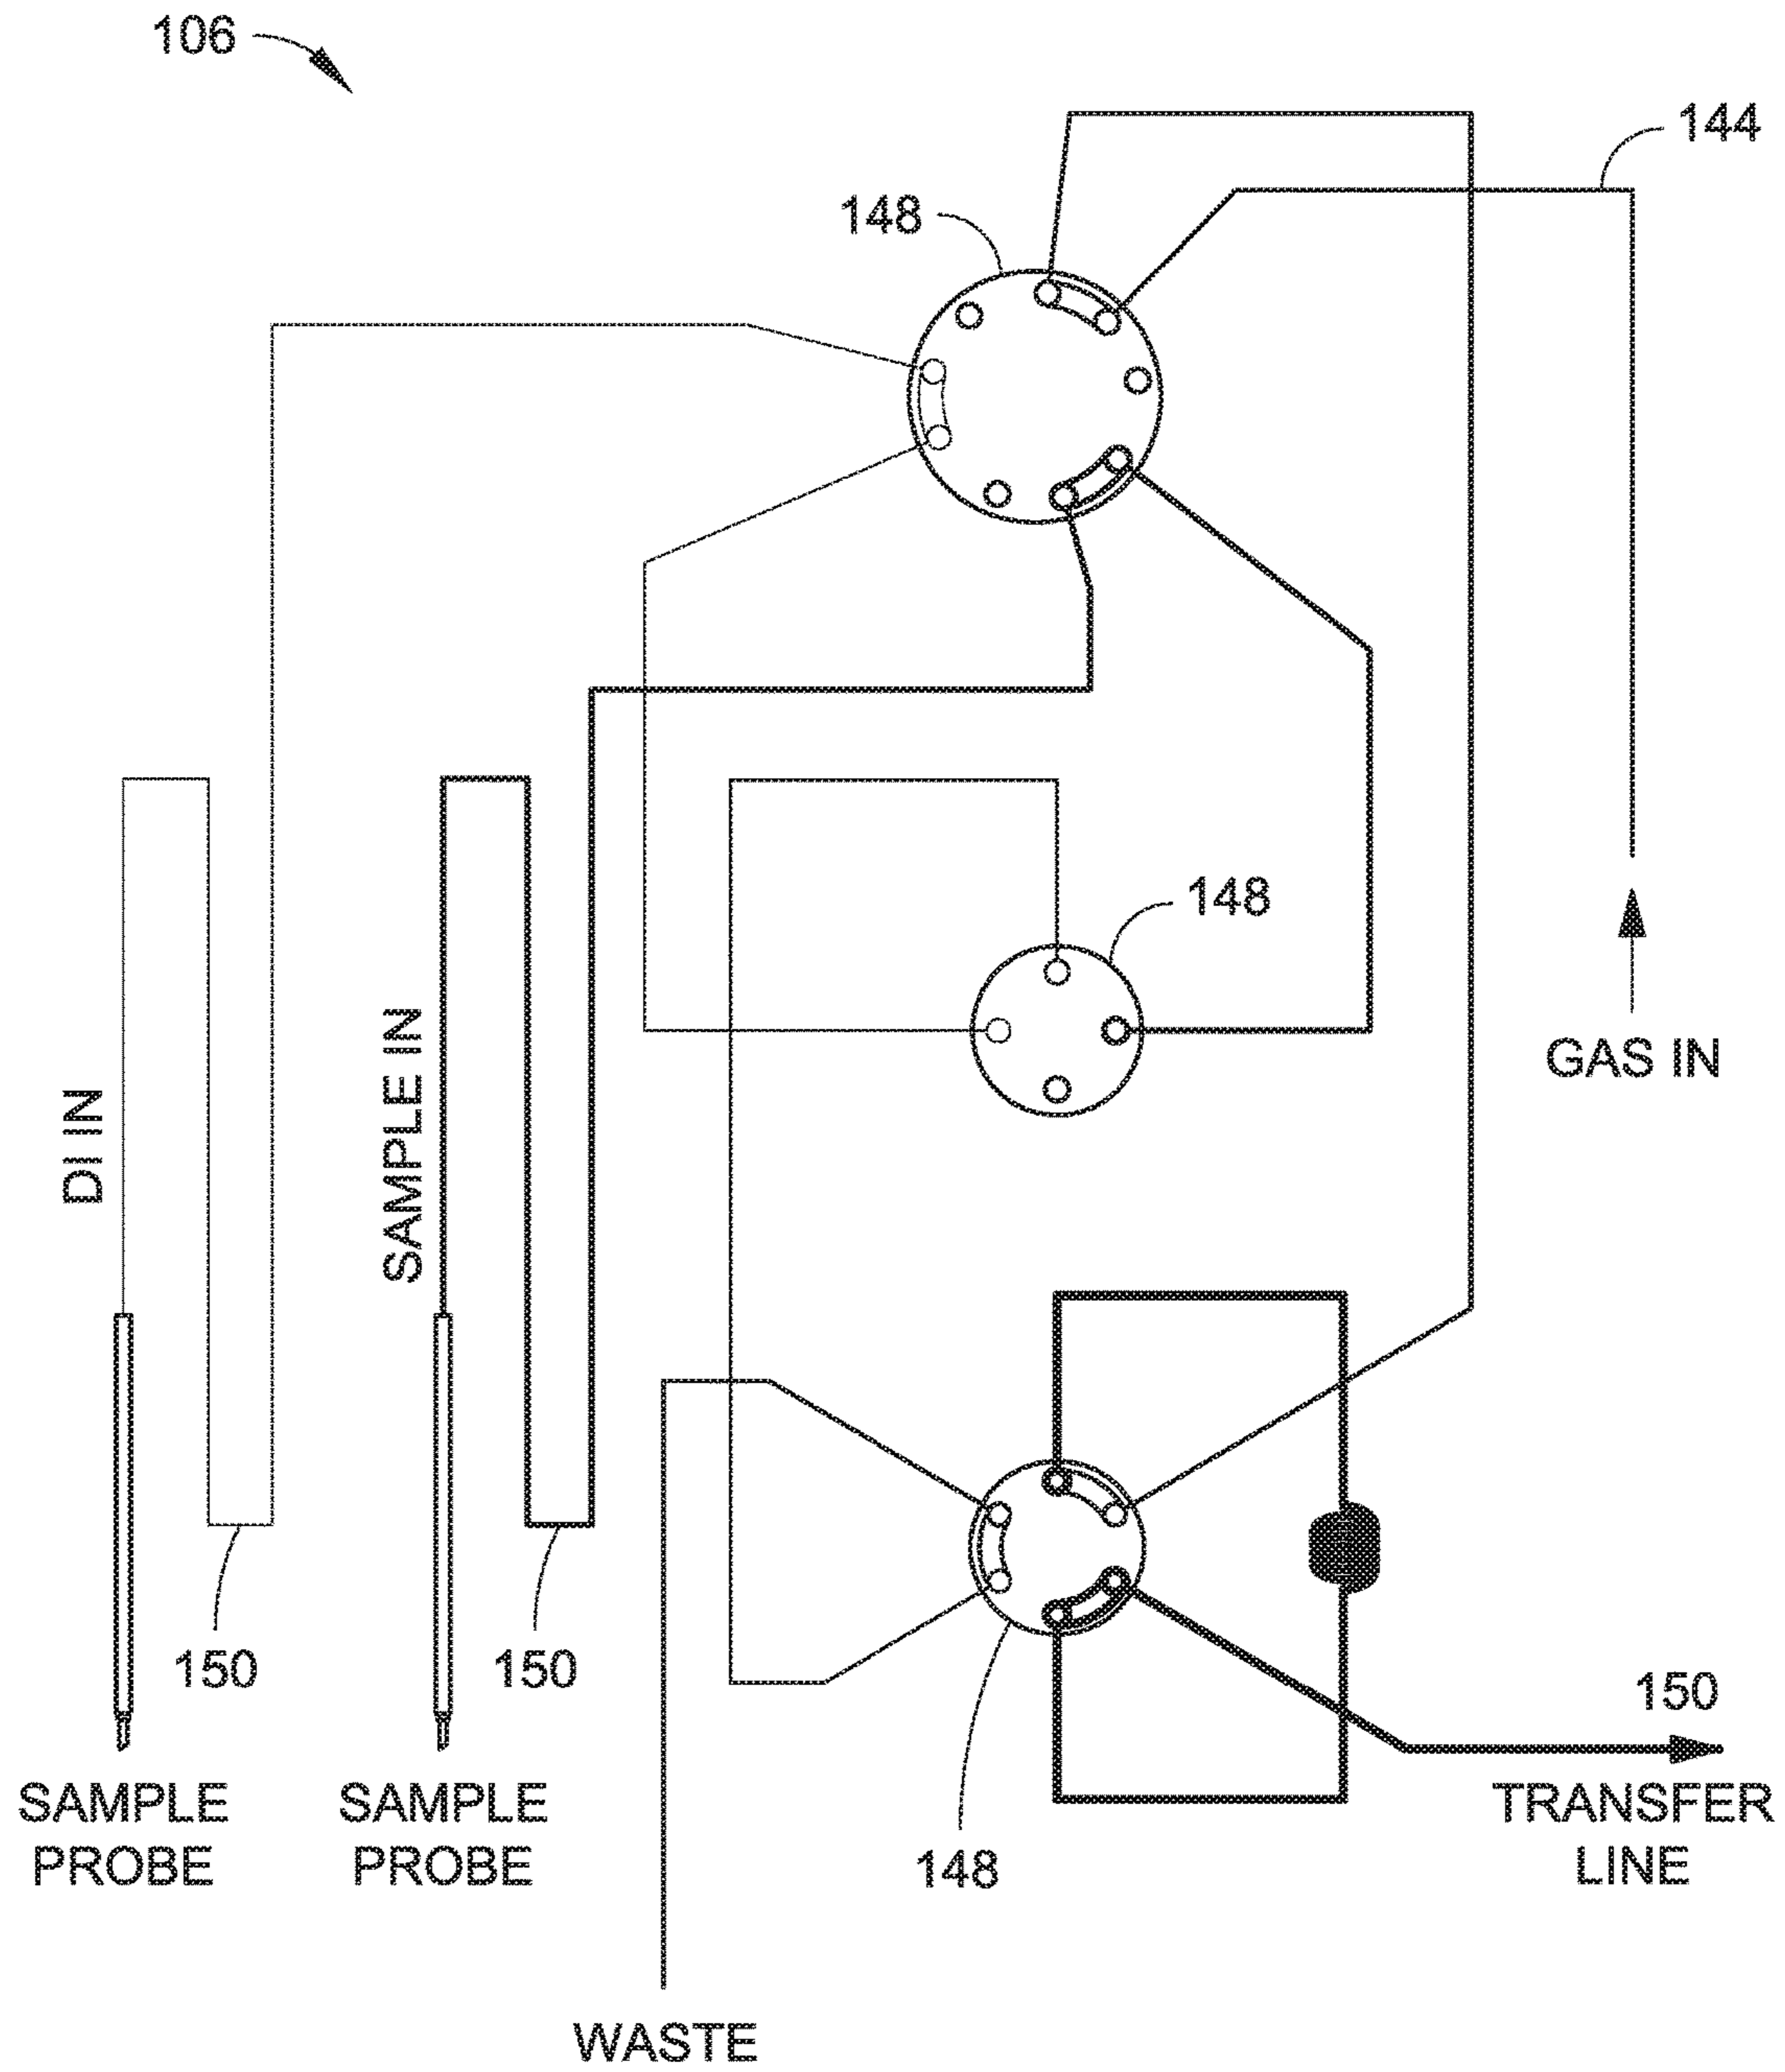 106
144
148
148
DI IN
SAMPLE IN
GAS IN
150
150
150
SAMPLE
PROBE
SAMPLE
PROBE
148
TRANSFER
LINE
WASTE